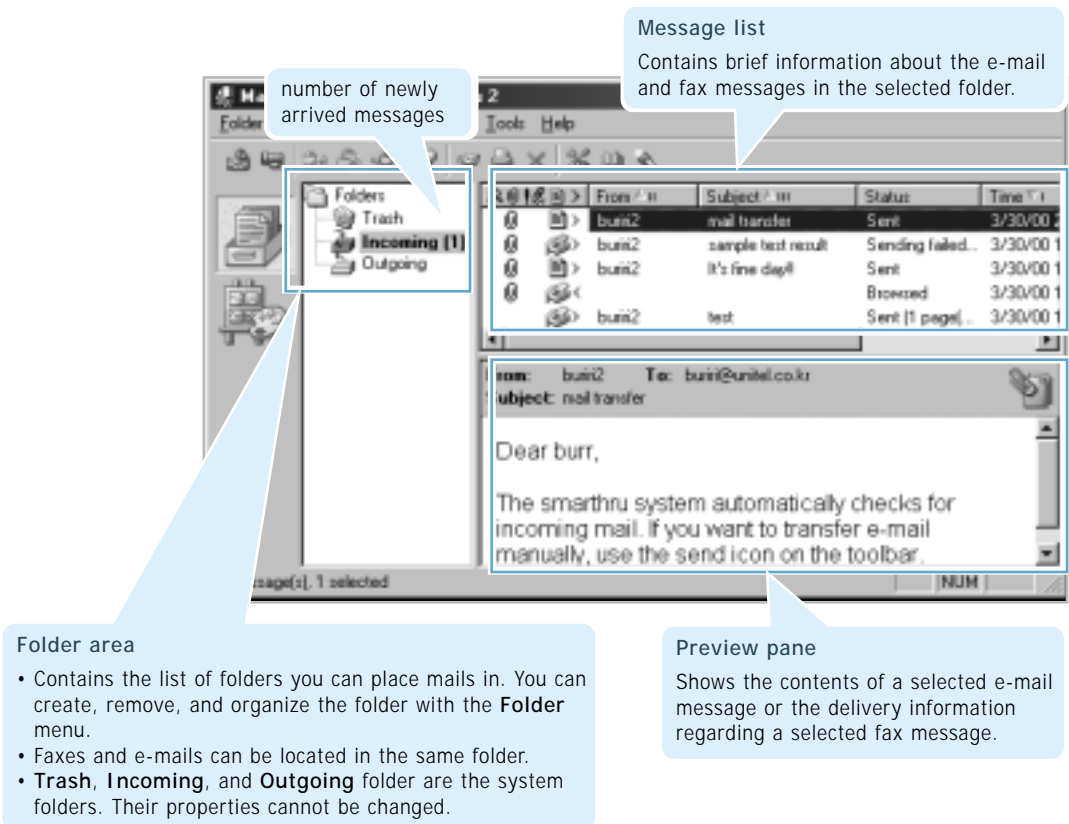 Message list
Contains brief information about the e-mail
and fax messages in the selected folder.
number of newly
arrived messages
2
Folder Tools Help
Folders
Trash
Incoming [1]
Outgoing
From Subject Status Time
buriri2 mail transfer Sent 3/30/00
buriri2 sample test result Sending failed... 3/30/00 1
buriri2 It's fine day!! Sent 3/30/00 1
Browsed 3/30/00 1
buriri2 test Sent (1 page(... 3/30/00 1
From: buriri2 To: buriri@unitel.co.kr
Subject: mail transfer
Dear burr,
The smarthru system automatically checks for
incoming mail. If you want to transfer e-mail
manually, use the send icon on the toolbar.
1 selected
NUM
Folder area
• Contains the list of folders you can place mails in. You can
create, remove, and organize the folder with the Folder
menu.
• Faxes and e-mails can be located in the same folder.
• Trash, Incoming, and Outgoing folder are the system
folders. Their properties cannot be changed.
Preview pane
Shows the contents of a selected e-mail
message or the delivery information
regarding a selected fax message.